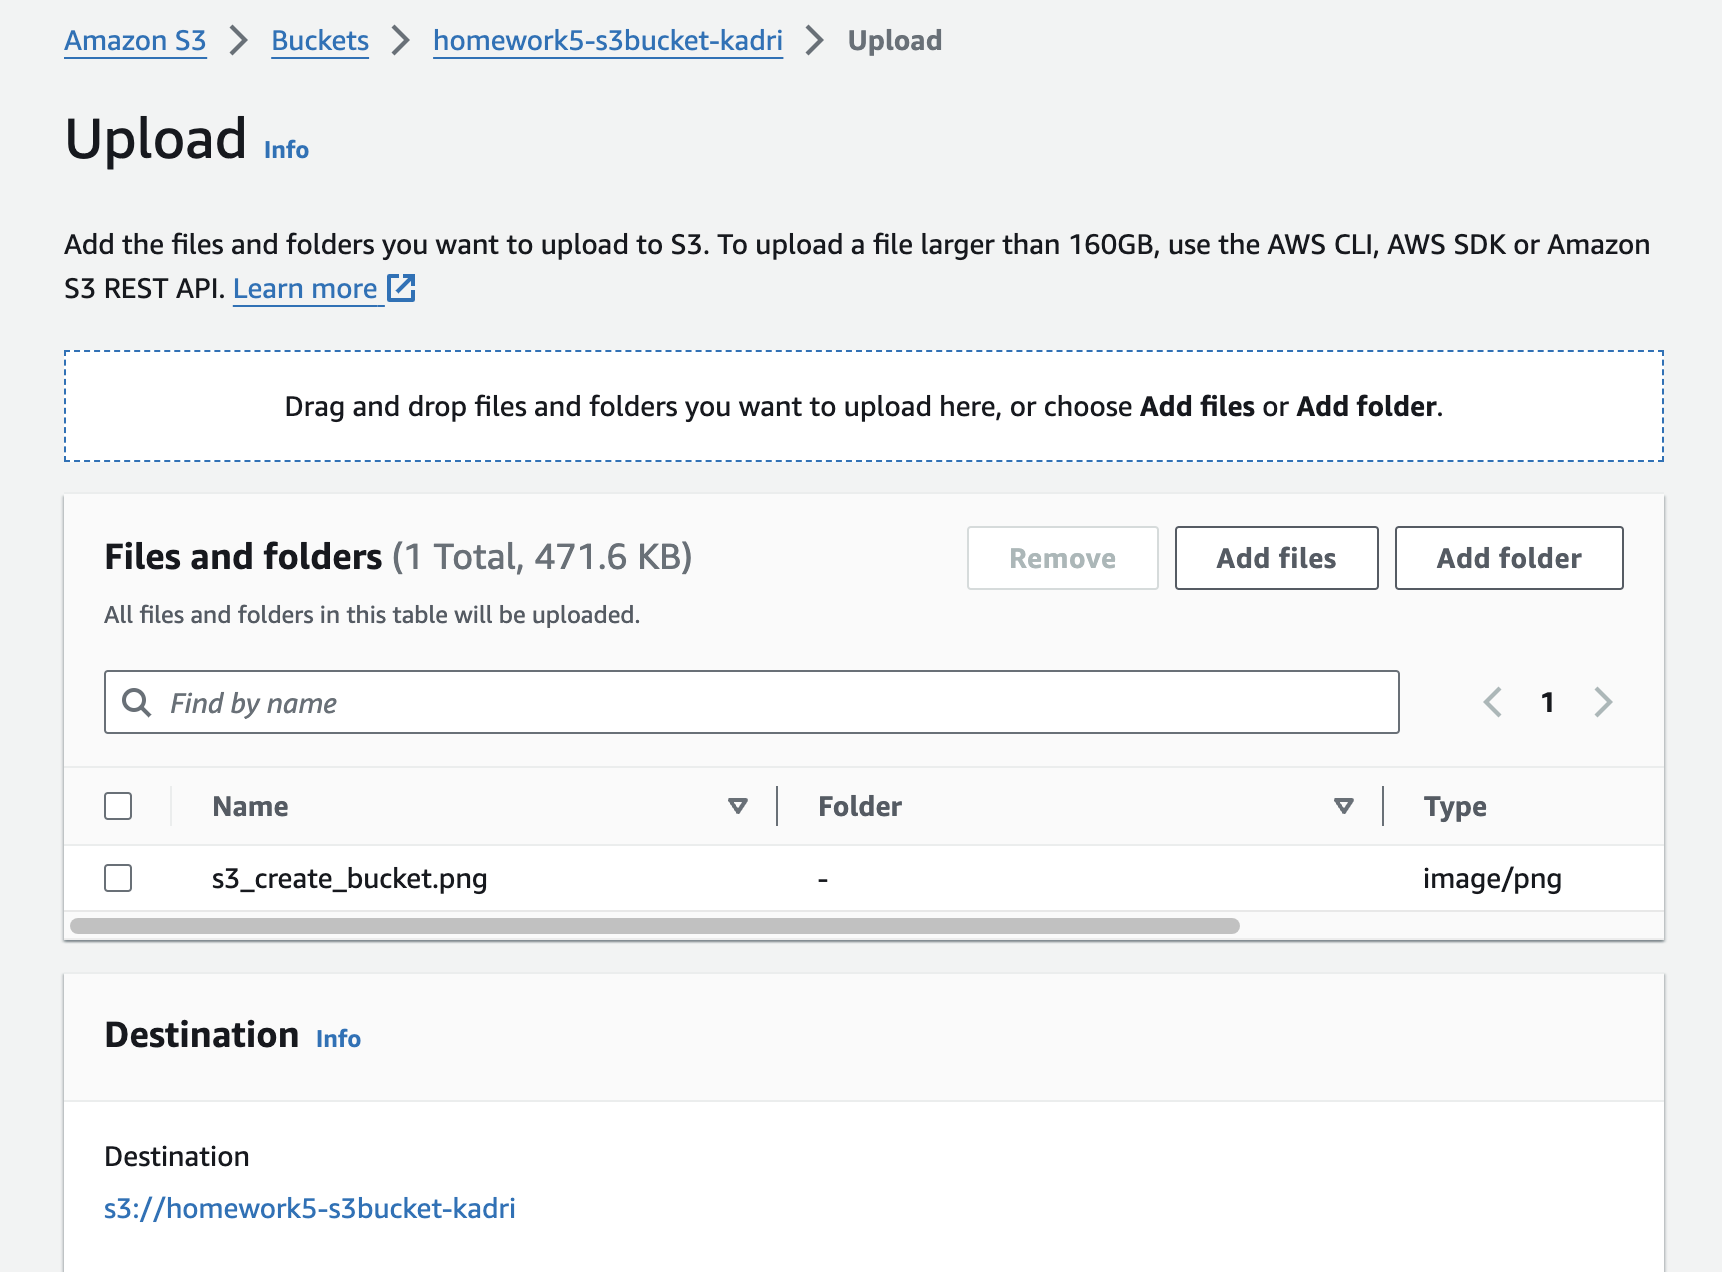 Amazon S3 > Buckets > homework5-s3bucket-kadri > Upload
Upload Info
Add the files and folders you want to upload to S3. To upload a file larger than 160GB, use the AWS CLI, AWS SDK or Amazon
S3 REST API. Learn more
Drag and drop files and folders you want to upload here, or choose Add files or Add folder.
Files and folders (1 Total, 471.6 KB)
Remove
Add files
Add folder
All files and folders in this table will be uploaded.
Find by name
1
Name Folder Type
s3_create_bucket.png - image/png
Destination Info
Destination
s3://homework5-s3bucket-kadri